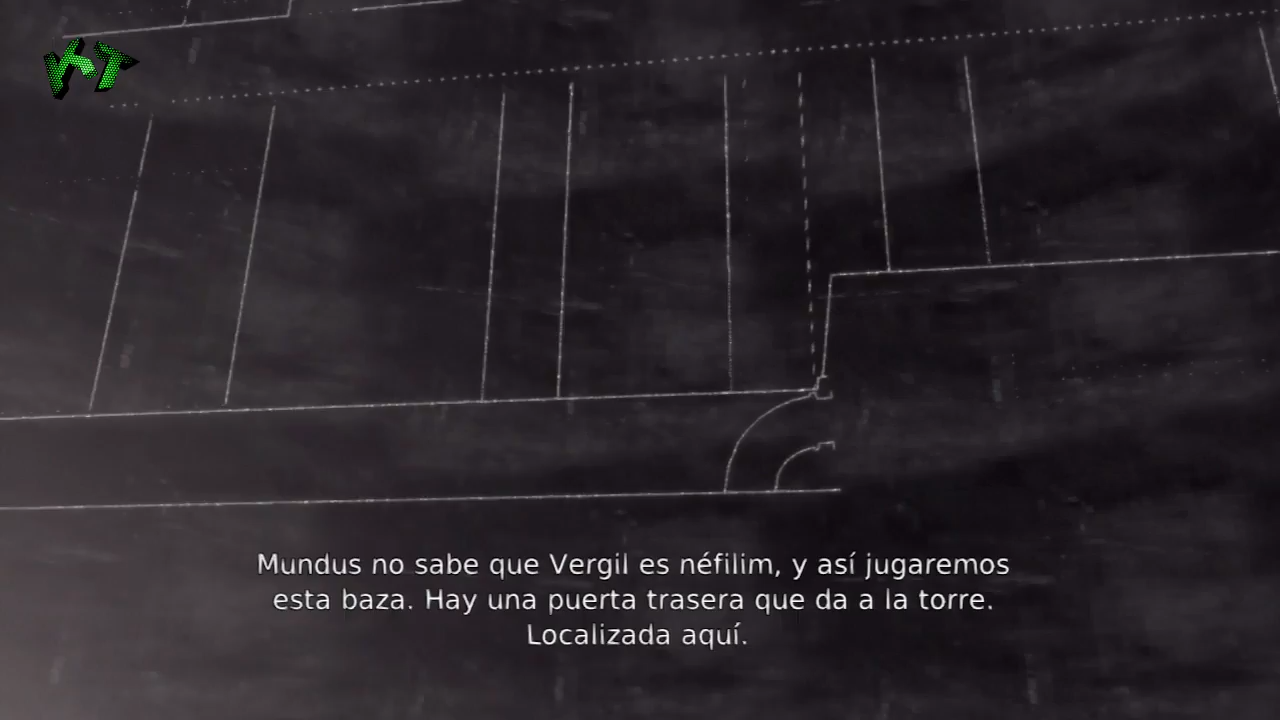 KT
Mundus no sabe que Vergil es néfilim, y así jugaremos
esta baza. Hay una puerta trasera que da a la torre.
Localizada aquí.